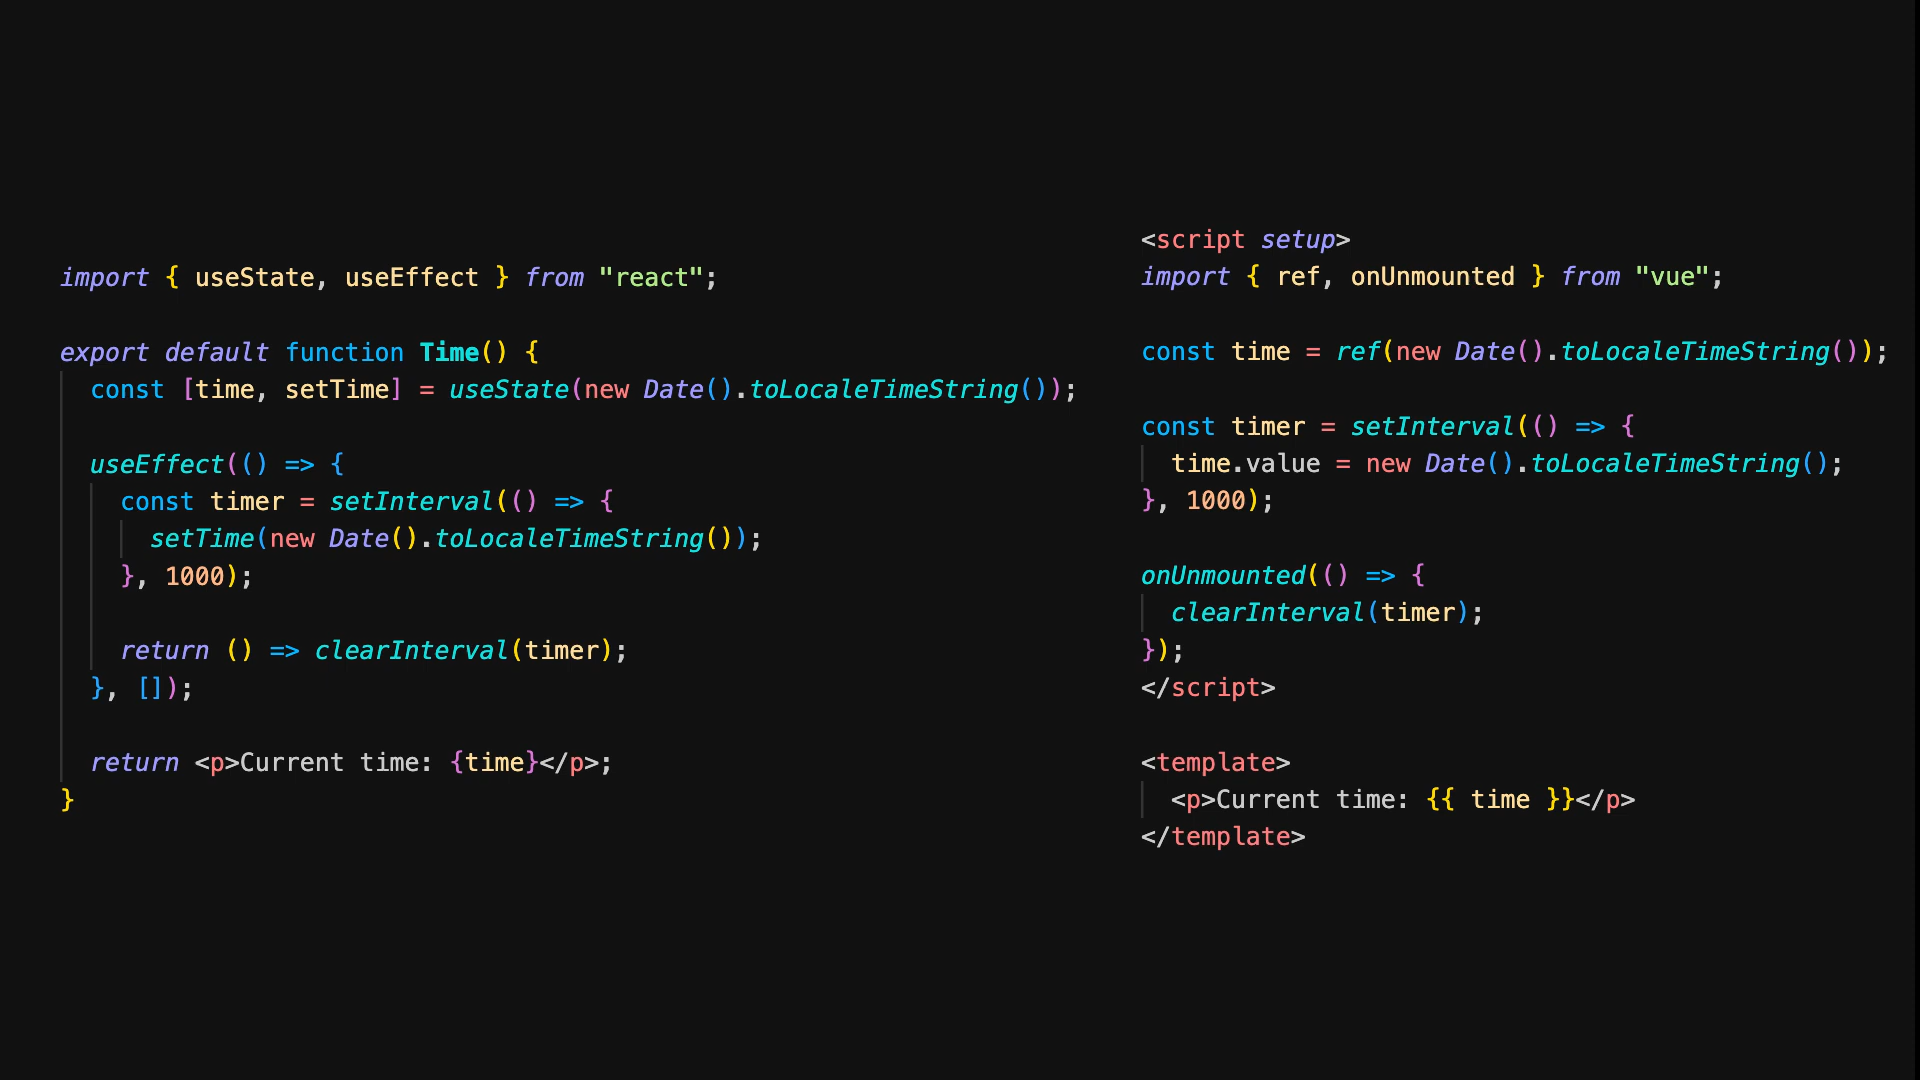 import { useState, useEffect } from "react";
export default function Time() {
const [time, setTime] = useState(new Date().toLocaleTimeString());
useEffect(() => {
const timer = setInterval(() => {
setTime(new Date().toLocaleTimeString());
}, 1000);
return () => clearInterval(timer);
}, []);
return <p>Current time: {time}</p>;
}
<script setup>
import { ref, onUnmounted } from "vue";
const time = ref(new Date().toLocaleTimeString());
const timer = setInterval(() => {
time.value = new Date().toLocaleTimeString();
}, 1000);
onUnmounted(() => {
clearInterval(timer);
});
</script>
<template>
<p>Current time: {{ time }}</p>
</template>